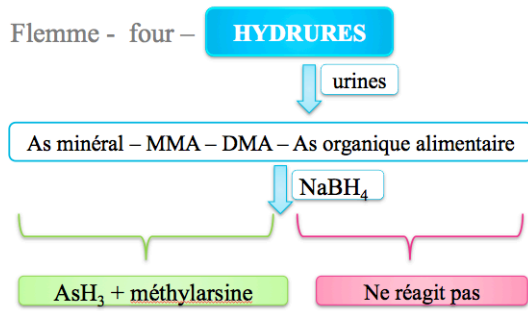 Flemme - four – HYDRURES
urines
As minéral – MMA – DMA – As organique alimentaire
NaBH₄
AsH₃ + méthylarsine
Ne réagit pas